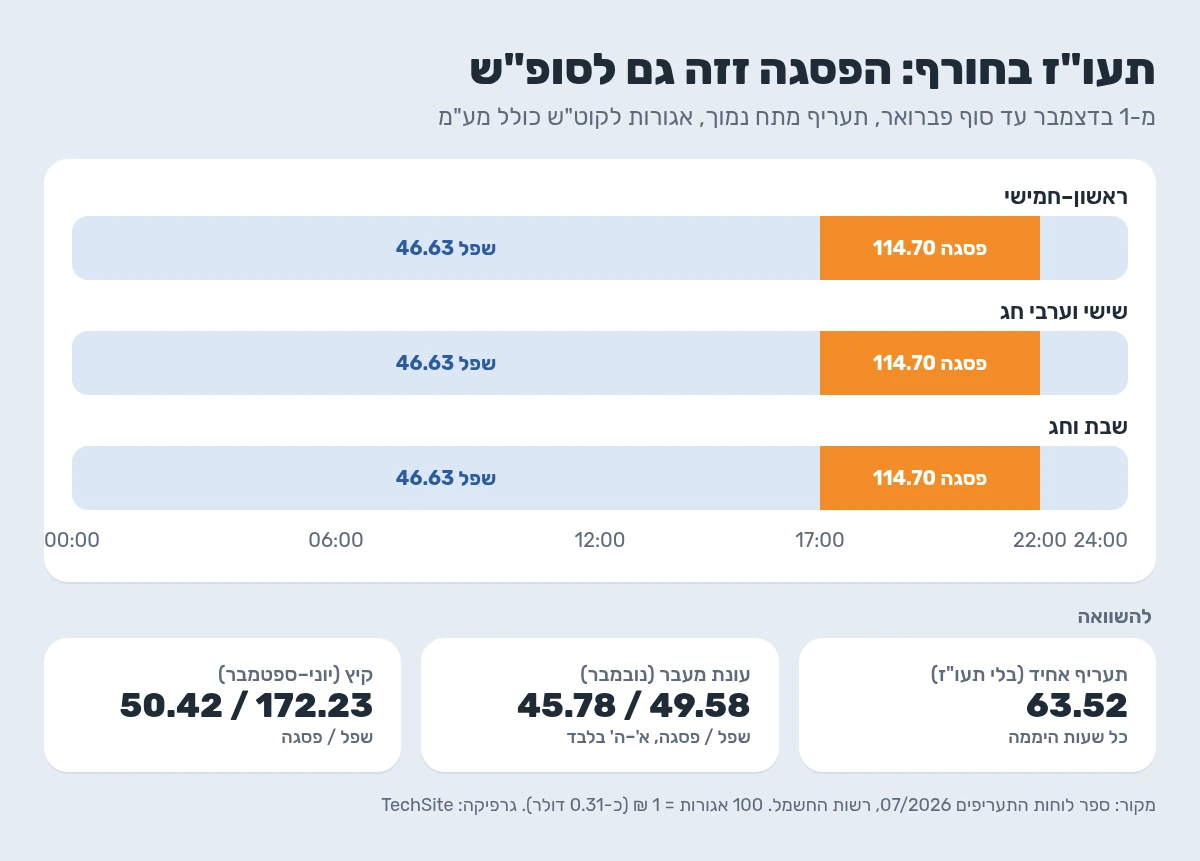 תעו"ז בחורף: הפסגה זזה גם לסופ"ש
מ-1 בדצמבר עד סוף פברואר, תעריף מתח נמוך, אגורות לקוט"ש כולל מע"מ
ראשון–חמישי
פסגה 114.70
שפל 46.63
שישי וערבי חג
פסגה 114.70
שפל 46.63
שבת וחג
פסגה 114.70
שפל 46.63
00:00 06:00 12:00 17:00 22:00 24:00
להשוואה
תעריף אחיד (בלי תעו"ז)
63.52
כל שעות היממה
עונת מעבר (נובמבר)
45.78 / 49.58
שפל / פסגה, א'–ה' בלבד
קיץ (יוני–ספטמבר)
50.42 / 172.23
שפל / פסגה
מקור: ספר לוחות התעריפים 07/2026, רשות החשמל. 100 אגורות = 1 ₪ (כ-0.31 דולר). גרפיקה: TechSite